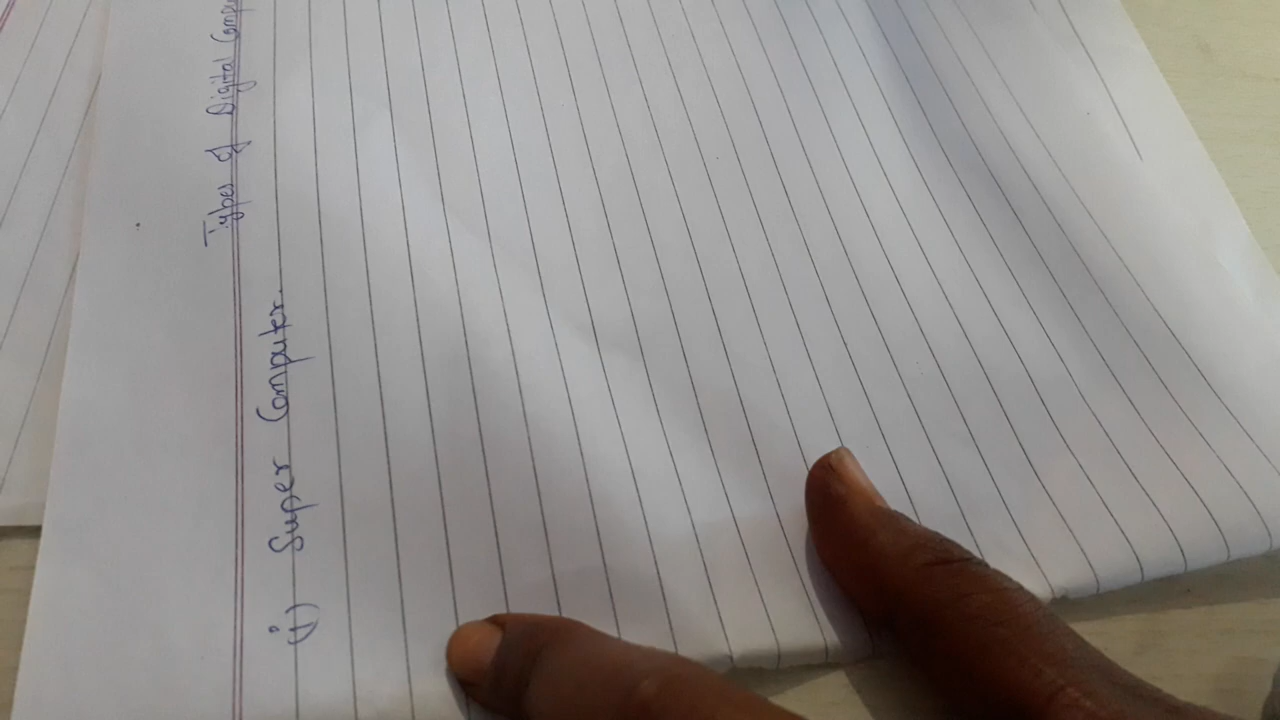 Types of Digital
(i) Super Computer.